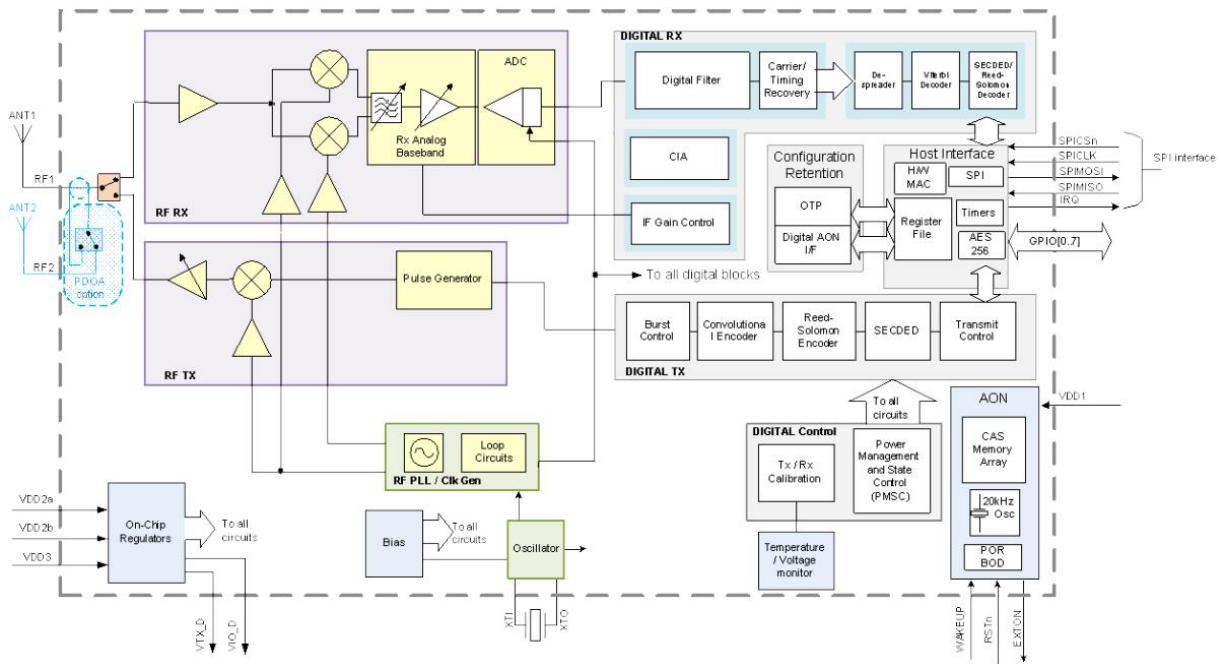 DIGITAL RX
ADC
Digital Filter
Carrier/
Timing
Recovery
De-
spreader
Viterbi
Decoder
SECDED/
Reed-
Solomon
Decoder
ANT1
Rx Analog
Baseband
CIA
Configuration
Retention
Host Interface
H/W
MAC
SPI
SPICSn
SPICLK
SPIMOSI
SPIMISO
IRQ
SPI interface
RF1
ANT2
RF RX
IF Gain Control
OTP
Digital AON
I/F
Register
File
Timers
AES
256
GPIO[0..7]
RF2
PDOA
option
To all digital blocks
Pulse Generator
RF TX
Burst
Control
Convolutiona
l Encoder
Reed-
Solomon
Encoder
SECDED
Transmit
Control
DIGITAL TX
To all
circuits
AON
VDD1
DIGITAL Control
CAS
Memory
Array
Loop
Circuits
RF PLL / Clk Gen
Tx / Rx
Calibration
Power
Management
and State
Control
(PMSC)
20kHz
Osc
VDD2a
VDD2b
VDD3
On-Chip
Regulators
To all
circuits
Bias
To all
circuits
Oscillator
Temperature
/ Voltage
monitor
POR
BOD
VTX_D
VIO_D
XTI
XTO
WAKEUP
RSTn
EXTON